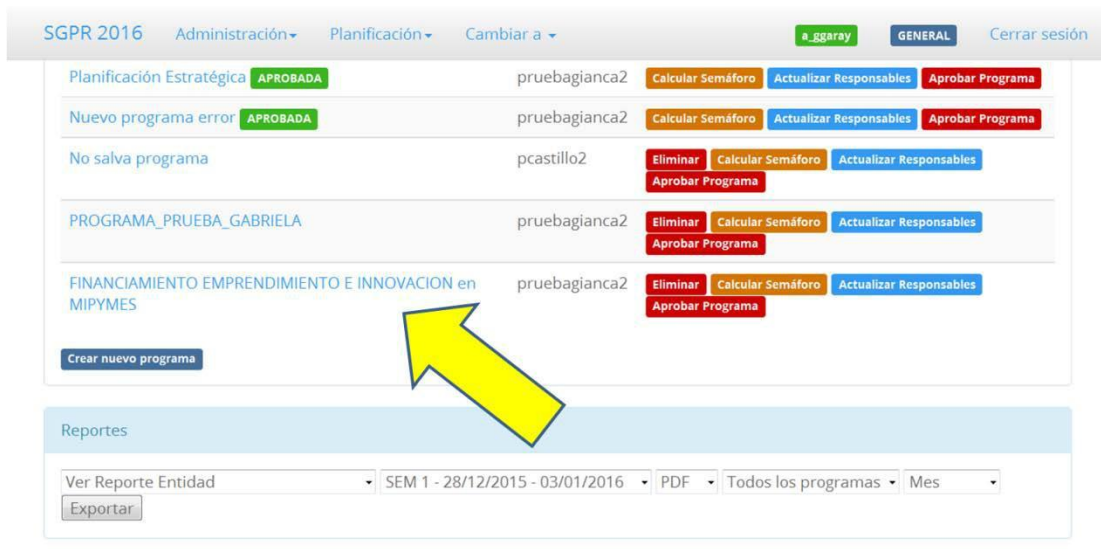 SGPR 2016 Administración Planificación Cambiar a a_ggaray GENERAL Cerrar sesión
Planificación Estratégica APROBADA pruebagianca2 Calcular Semáforo Actualizar Responsables Aprobar Programa
Nuevo programa error APROBADA pruebagianca2 Calcular Semáforo Actualizar Responsables Aprobar Programa
No salva programa pcastillo2 Eliminar Calcular Semáforo Actualizar Responsables
Aprobar Programa
PROGRAMA_PRUEBA_GABRIELA pruebagianca2 Eliminar Calcular Semáforo Actualizar Responsables
Aprobar Programa
FINANCIAMIENTO EMPRENDIMIENTO E INNOVACION en pruebagianca2 Eliminar Calcular Semáforo Actualizar Responsables
MIPYMES Aprobar Programa
Crear nuevo programa
Reportes
Ver Reporte Entidad SEM 1 - 28/12/2015 - 03/01/2016 PDF Todos los programas Mes
Exportar